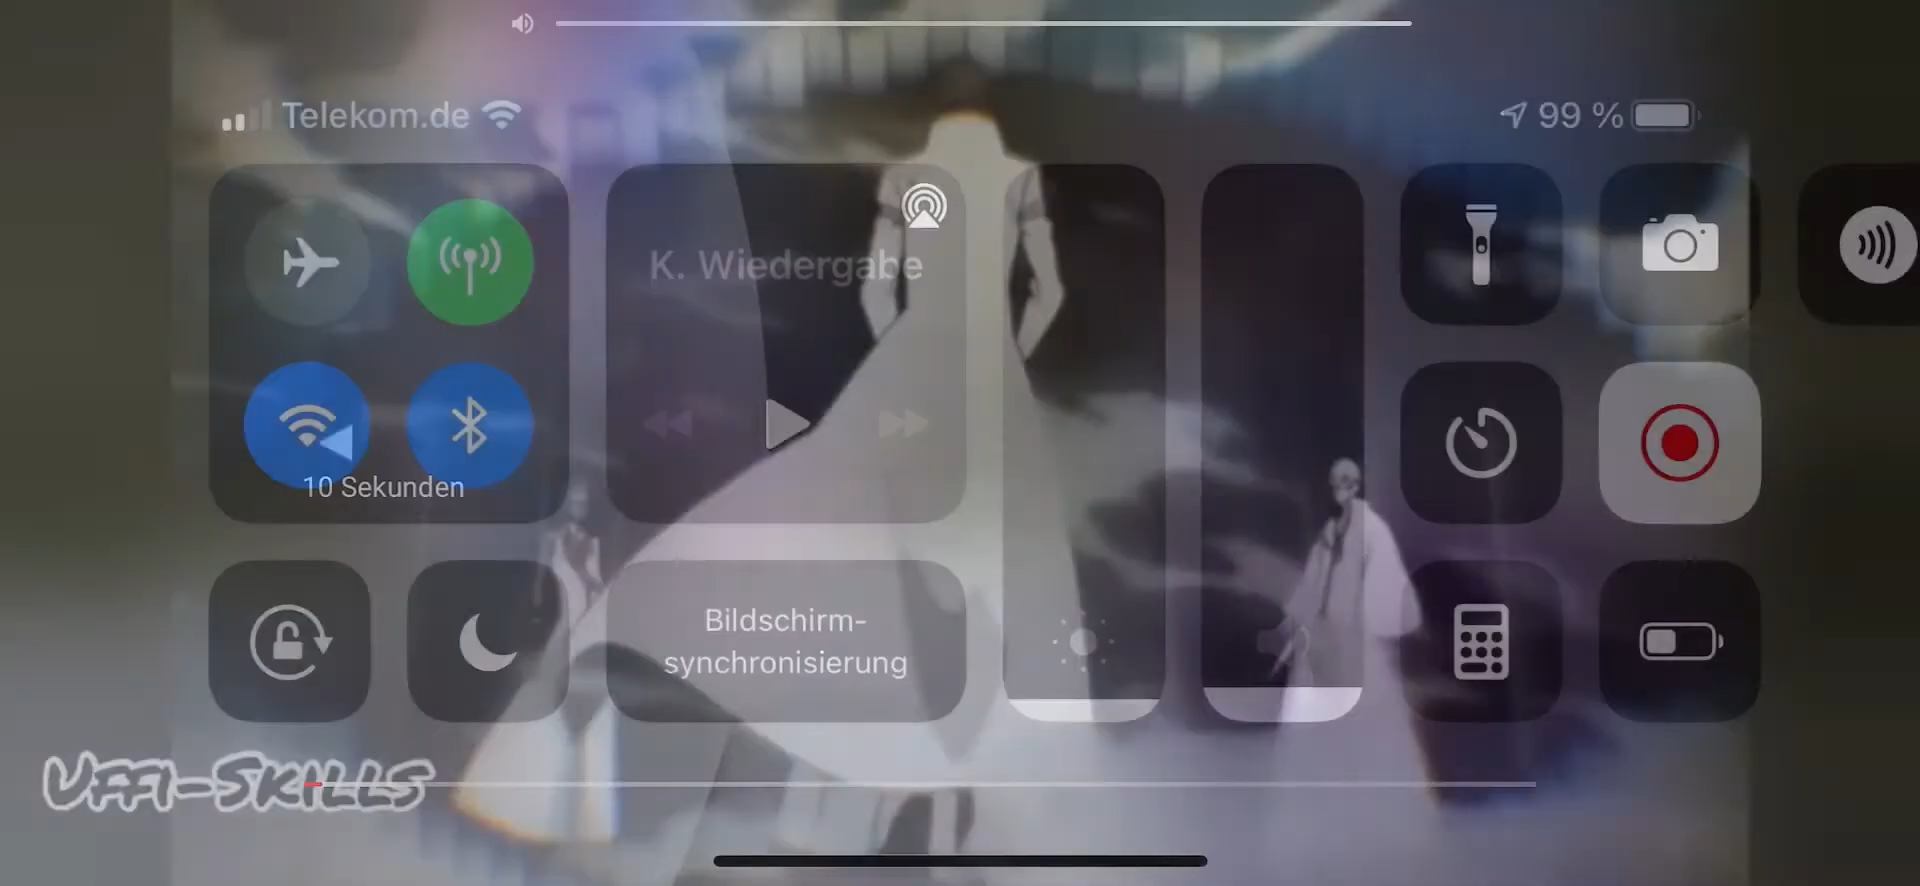 Telekom.de
99 %
K. Wiedergabe
10 Sekunden
Bildschirm-
synchronisierung
UFFI-SKILLS